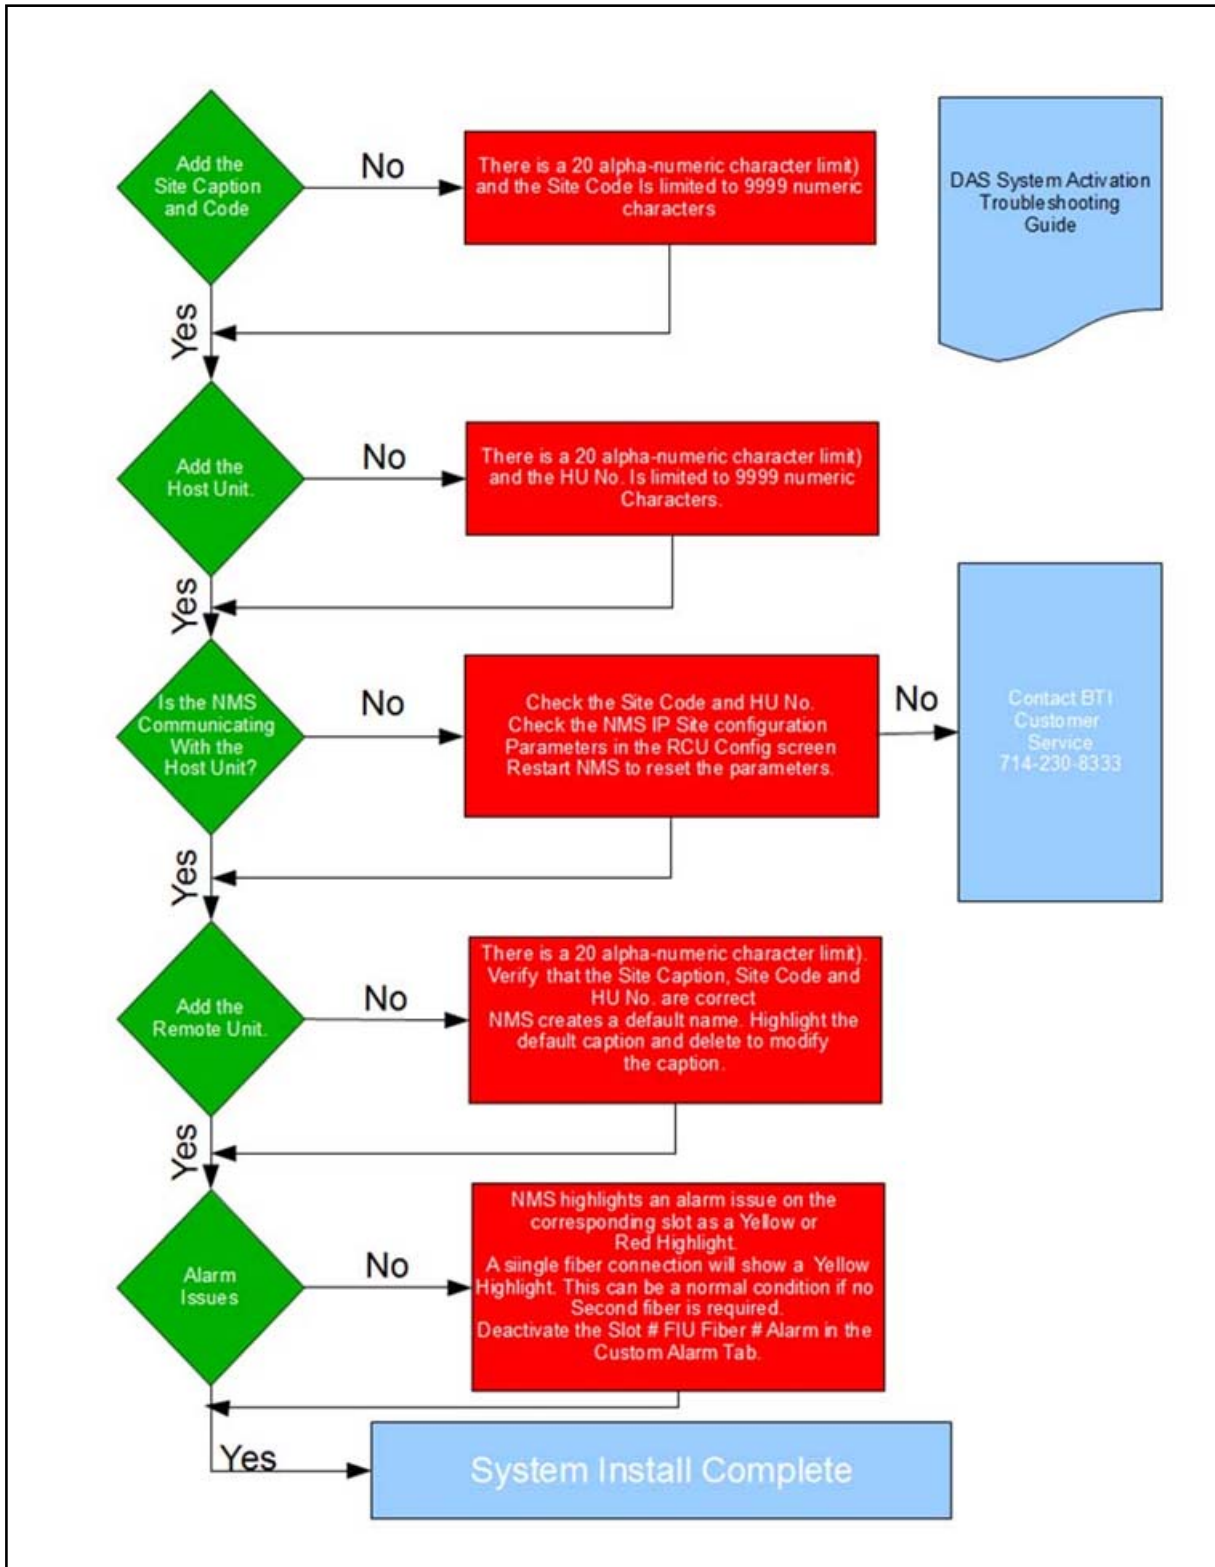 Add the
Site Caption
and Code
No
There is a 20 alpha-numeric character limit)
and the Site Code Is limited to 9999 numeric
characters
DAS System Activation
Troubleshooting
Guide
Yes
Add the
Host Unit.
No
There is a 20 alpha-numeric character limit)
and the HU No. Is limited to 9999 numeric
Characters.
Yes
Is the NMS
Communicating
With the
Host Unit?
No
Check the Site Code and HU No.
Check the NMS IP Site configuration
Parameters in the RCU Config screen
Restart NMS to reset the parameters.
No
Contact BTI
Customer
Service
714-230-8333
Yes
Add the
Remote Unit.
No
There is a 20 alpha-numeric character limit).
Verify that the Site Caption, Site Code and
HU No. are correct
NMS creates a default name. Highlight the
default caption and delete to modify
the caption.
Yes
Alarm
Issues
No
NMS highlights an alarm issue on the
corresponding slot as a Yellow or
Red Highlight.
A siingle fiber connection will show a Yellow
Highlight. This can be a normal condition if no
Second fiber is required.
Deactivate the Slot # FIU Fiber # Alarm in the
Custom Alarm Tab.
Yes
System Install Complete